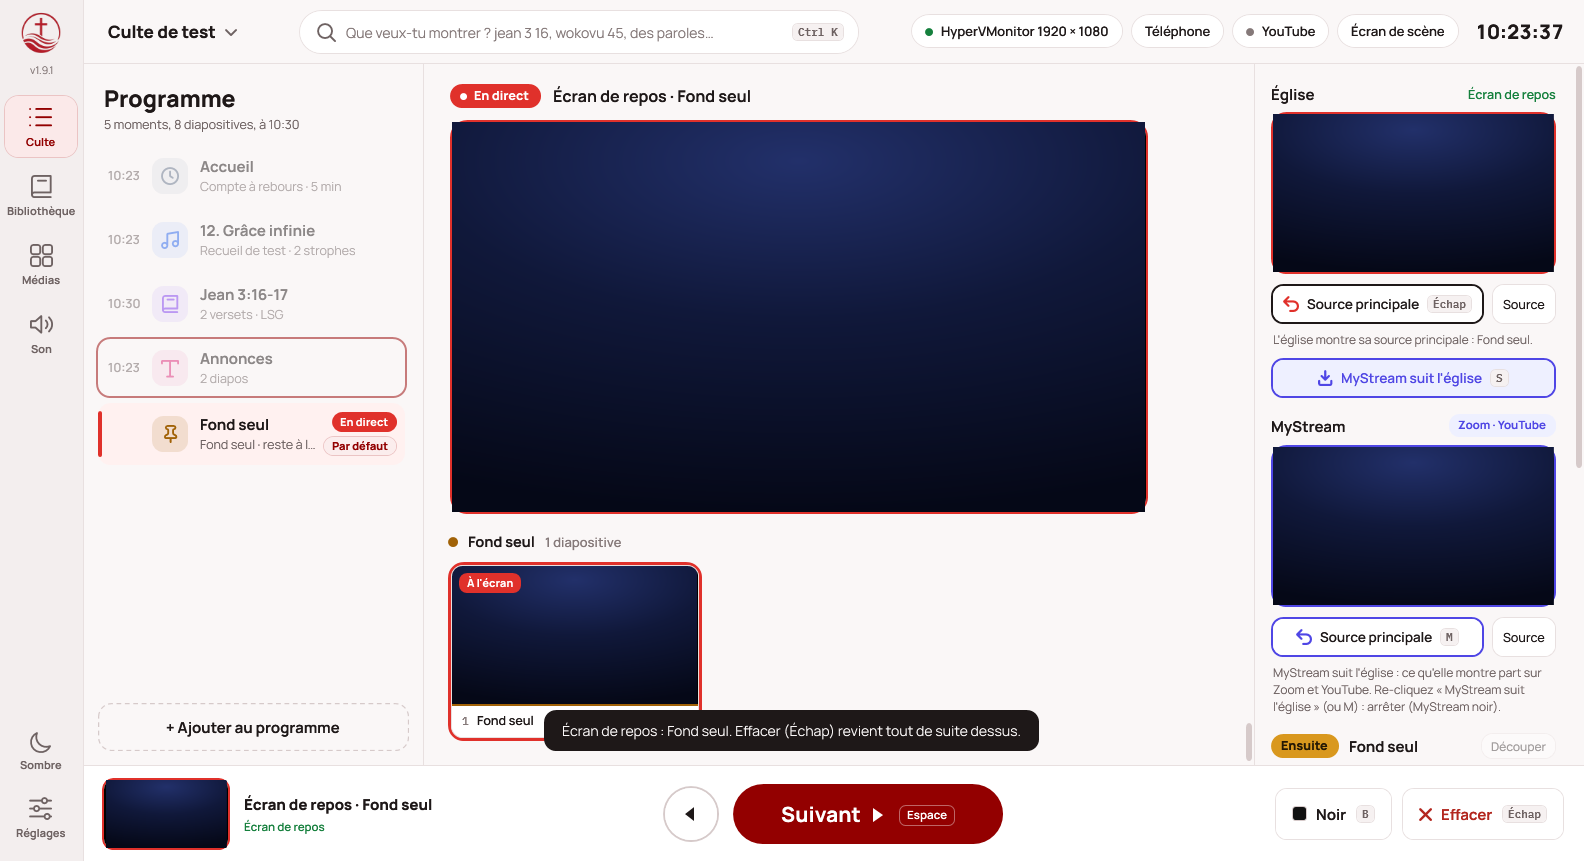 v1.9.1
Culte
Bibliothèque
Médias
Son
Sombre
Réglages
Culte de test
Que veux-tu montrer ? jean 3 16, wokovu 45, des paroles...
Ctrl K
HyperVMonitor 1920 × 1080
Téléphone
YouTube
Écran de scène
10:23:37
Programme
5 moments, 8 diapositives, à 10:30
10:23
Accueil
Compte à rebours · 5 min
10:23
12. Grâce infinie
Recueil de test · 2 strophes
10:30
Jean 3:16-17
2 versets · LSG
10:23
Annonces
2 diapos
Fond seul
En direct
Fond seul · reste à l...
Par défaut
+ Ajouter au programme
En direct
Écran de repos · Fond seul
Fond seul
1 diapositive
À l'écran
1 Fond seul
Écran de repos : Fond seul. Effacer (Échap) revient tout de suite dessus.
Église
Écran de repos
Source principale
Échap
Source
L'église montre sa source principale : Fond seul.
MyStream suit l'église
S
MyStream
Zoom · YouTube
Source principale
M
Source
MyStream suit l'église : ce qu'elle montre part sur
Zoom et YouTube. Re-cliquez « MyStream suit
l'église » (ou M) : arrêter (MyStream noir).
Ensuite
Fond seul
Découper
Écran de repos · Fond seul
Écran de repos
Suivant
Espace
Noir
B
Effacer
Échap